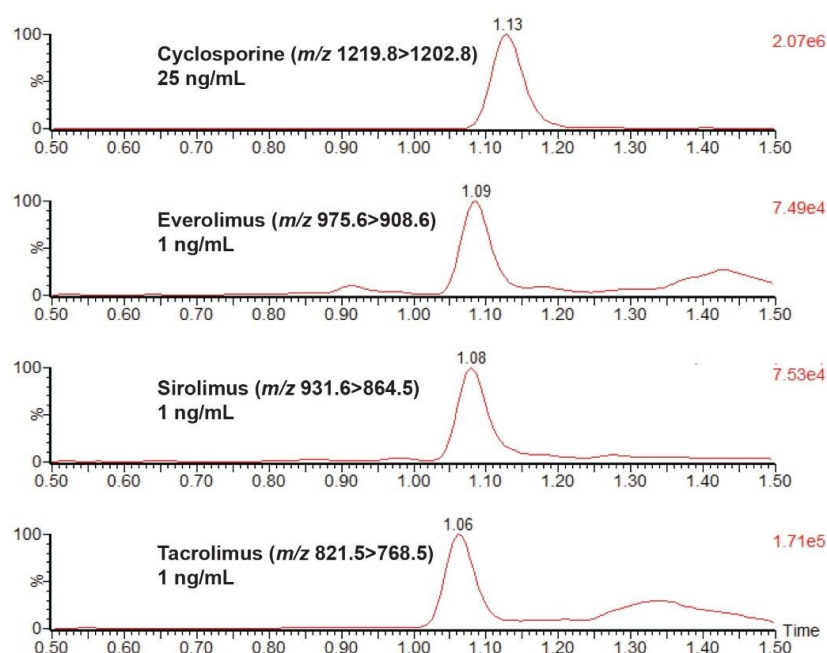 1.13
100
2.07e6
Cyclosporine (m/z 1219.8>1202.8)
25 ng/mL
%
0
0.50 0.60 0.70 0.80 0.90 1.00 1.10 1.20 1.30 1.40 1.50
1.09
100
7.49e4
Everolimus (m/z 975.6>908.6)
1 ng/mL
%
0
0.50 0.60 0.70 0.80 0.90 1.00 1.10 1.20 1.30 1.40 1.50
1.08
100
7.53e4
Sirolimus (m/z 931.6>864.5)
1 ng/mL
%
0
0.50 0.60 0.70 0.80 0.90 1.00 1.10 1.20 1.30 1.40 1.50
1.06
100
1.71e5
Tacrolimus (m/z 821.5>768.5)
1 ng/mL
%
0
Time
0.50 0.60 0.70 0.80 0.90 1.00 1.10 1.20 1.30 1.40 1.50